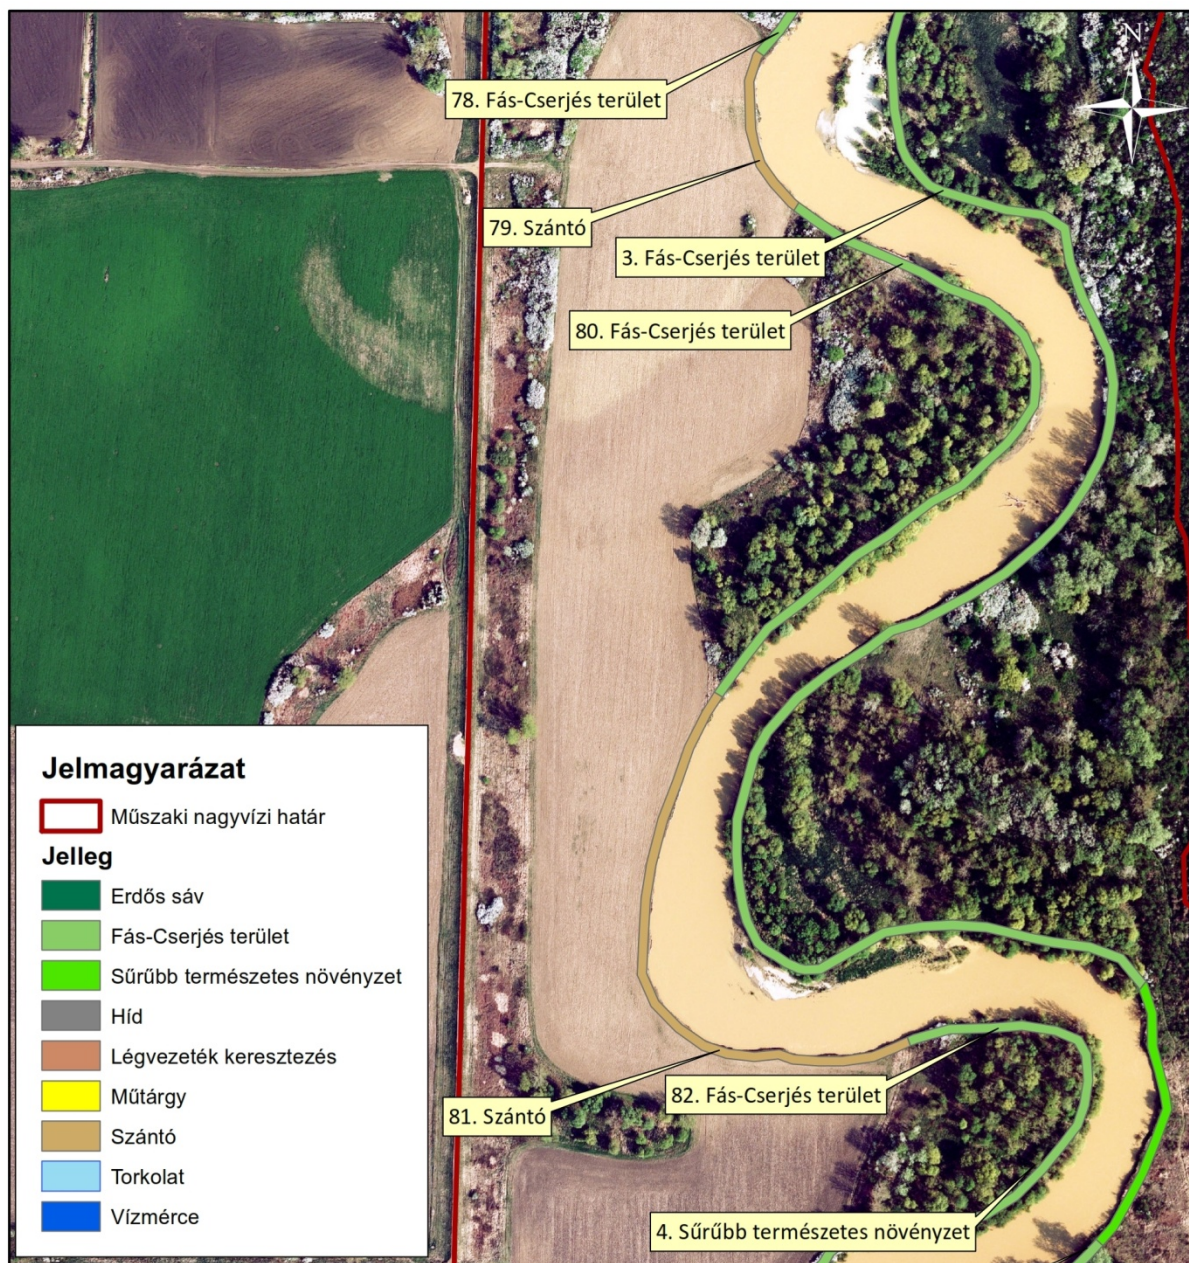 N
78. Fás-Cserjés terület
79. Szántó
3. Fás-Cserjés terület
80. Fás-Cserjés terület
Jelmagyarázat
Műszaki nagyvízi határ
Jelleg
Erdős sáv
Fás-Cserjés terület
Sűrűbb természetes növényzet
Híd
Légvezeték keresztezés
Műtárgy
Szántó
Torkolat
Vízmérce
82. Fás-Cserjés terület
81. Szántó
4. Sűrűbb természetes növényzet